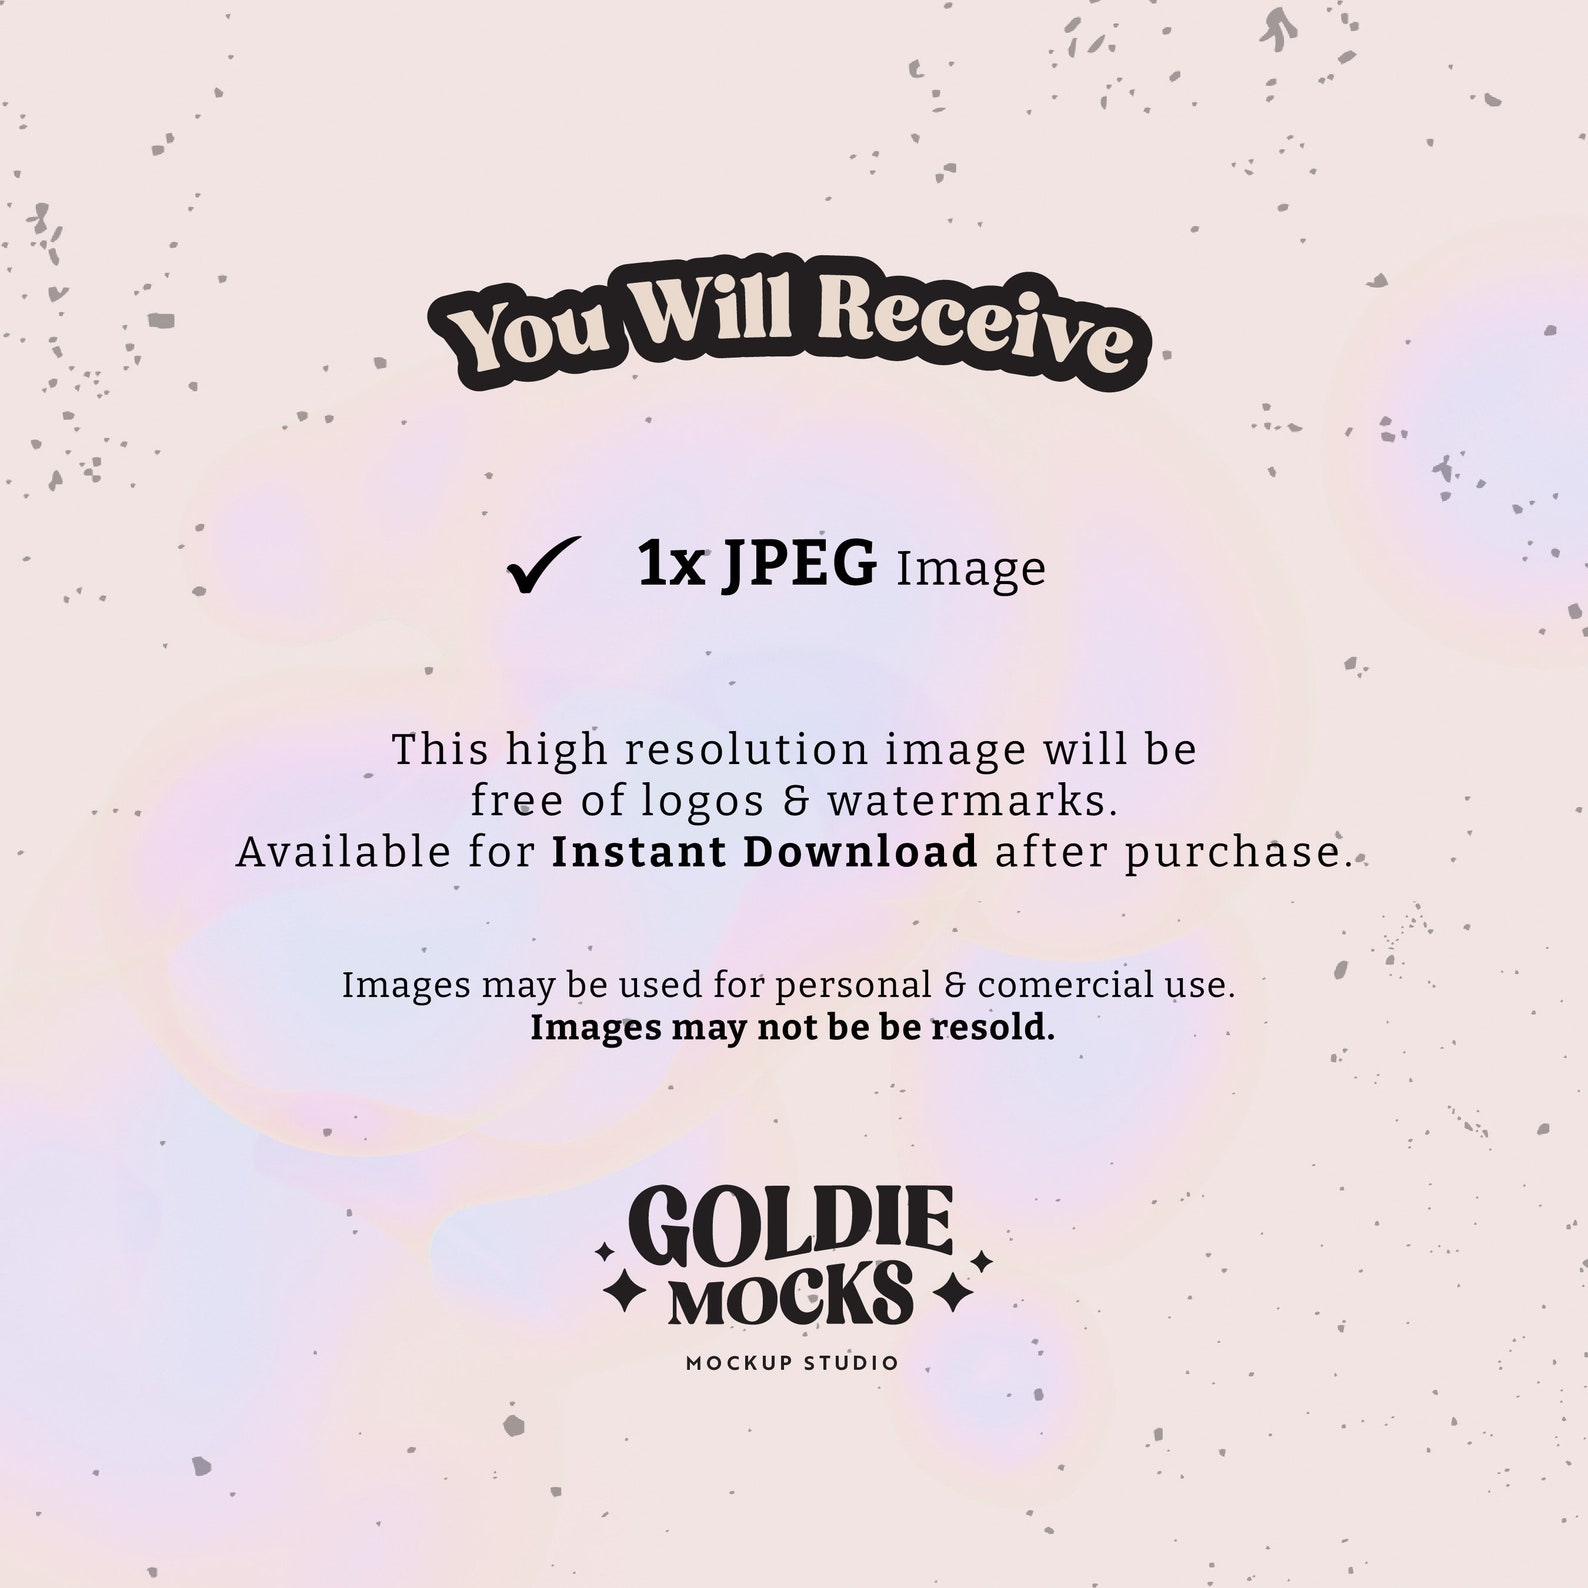 You Will Receive
1x JPEG Image
This high resolution image will be
free of logos & watermarks.
Available for Instant Download after purchase.
Images may be used for personal & comercial use.
Images may not be be resold.
GOLDIE
MOCKS
MOCKUP STUDIO